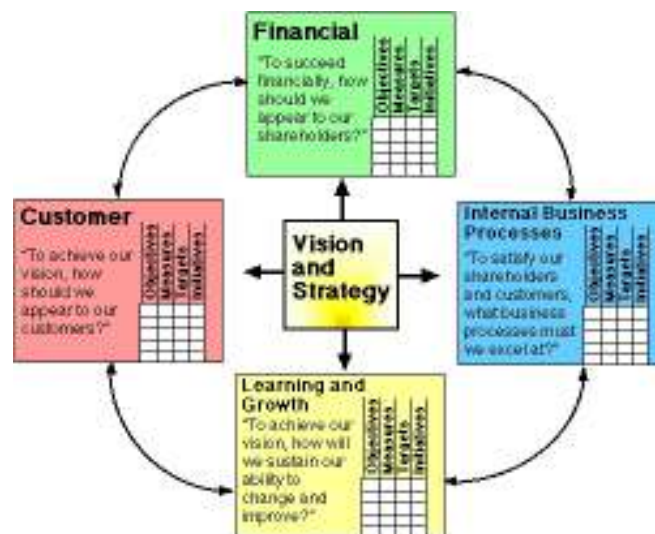 Financial
"To succeed
financially, how
should we
appear to our
shareholders?"
Objectives
Measures
Targets
Initiatives
Customer
"To achieve our
vision, how
should we
appear to our
customers?"
Objectives
Measures
Targets
Initiatives
Vision
and
Strategy
Internal Business
Processes
"To satisfy our
shareholders
and customers,
what business
processes must
we excel at?"
Objectives
Measures
Targets
Initiatives
Learning and
Growth
"To achieve our
vision, how will
we sustain our
ability to
change and
improve?"
Objectives
Measures
Targets
Initiatives